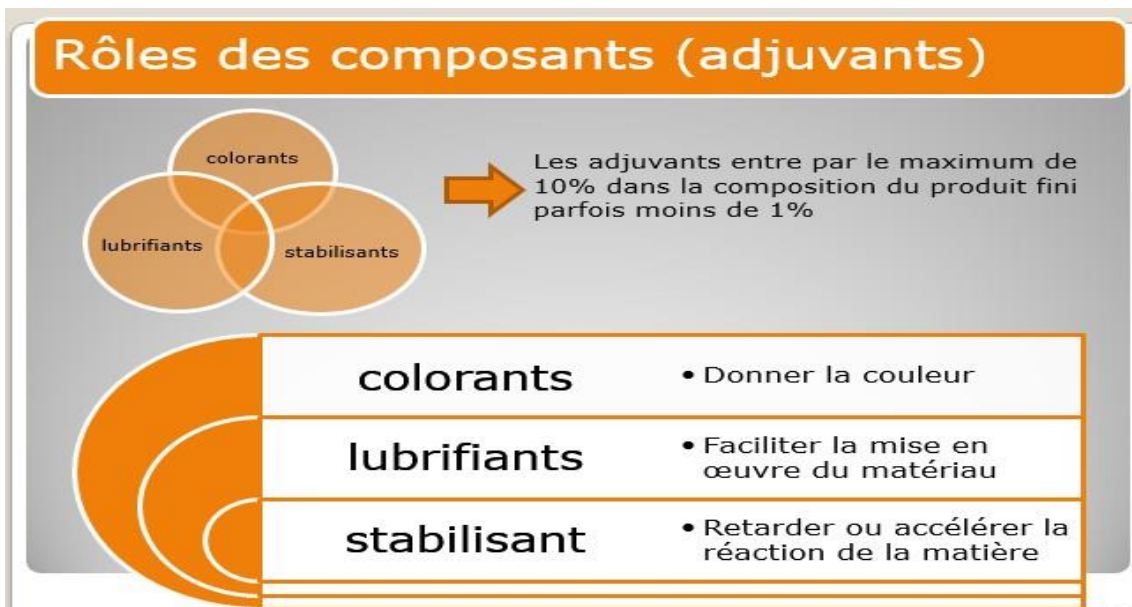 Rôles des composants (adjuvants)
colorants
lubrifiants
stabilisants
Les adjuvants entre par le maximum de
10% dans la composition du produit fini
parfois moins de 1%
colorants
• Donner la couleur
lubrifiants
• Faciliter la mise en
œuvre du matériau
stabilisant
• Retarder ou accélérer la
réaction de la matière